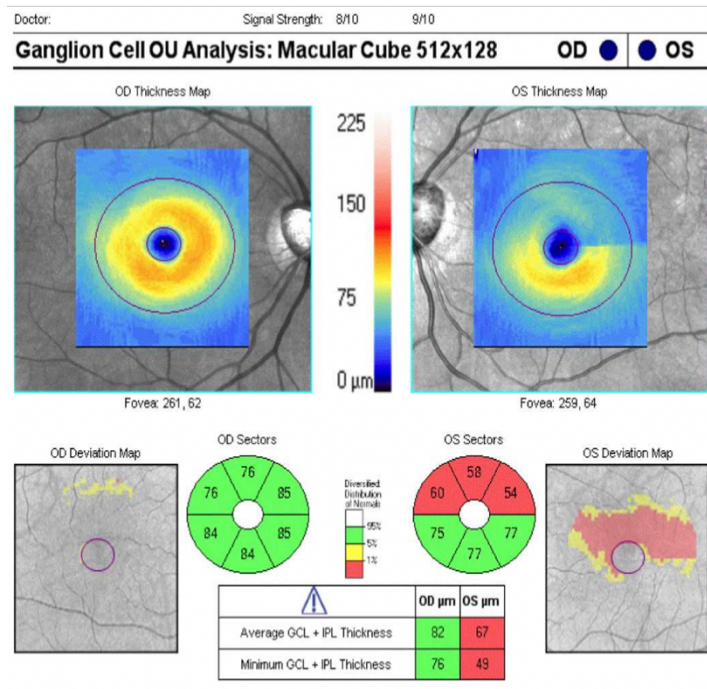 Doctor: Signal Strength: 8/10 9/10
Ganglion Cell OU Analysis: Macular Cube 512x128 OD OS
OD Thickness Map
OS Thickness Map
225
150
75
0 µm
Fovea: 261, 62
Fovea: 259, 64
OD Deviation Map
OD Sectors
76
85
85
84
84
76
Diversified
Distribution
of Normals
95%
5%
1%
OS Sectors
58
54
77
77
75
60
OS Deviation Map
OD µm OS µm
Average GCL + IPL Thickness 82 67
Minimum GCL + IPL Thickness 76 49